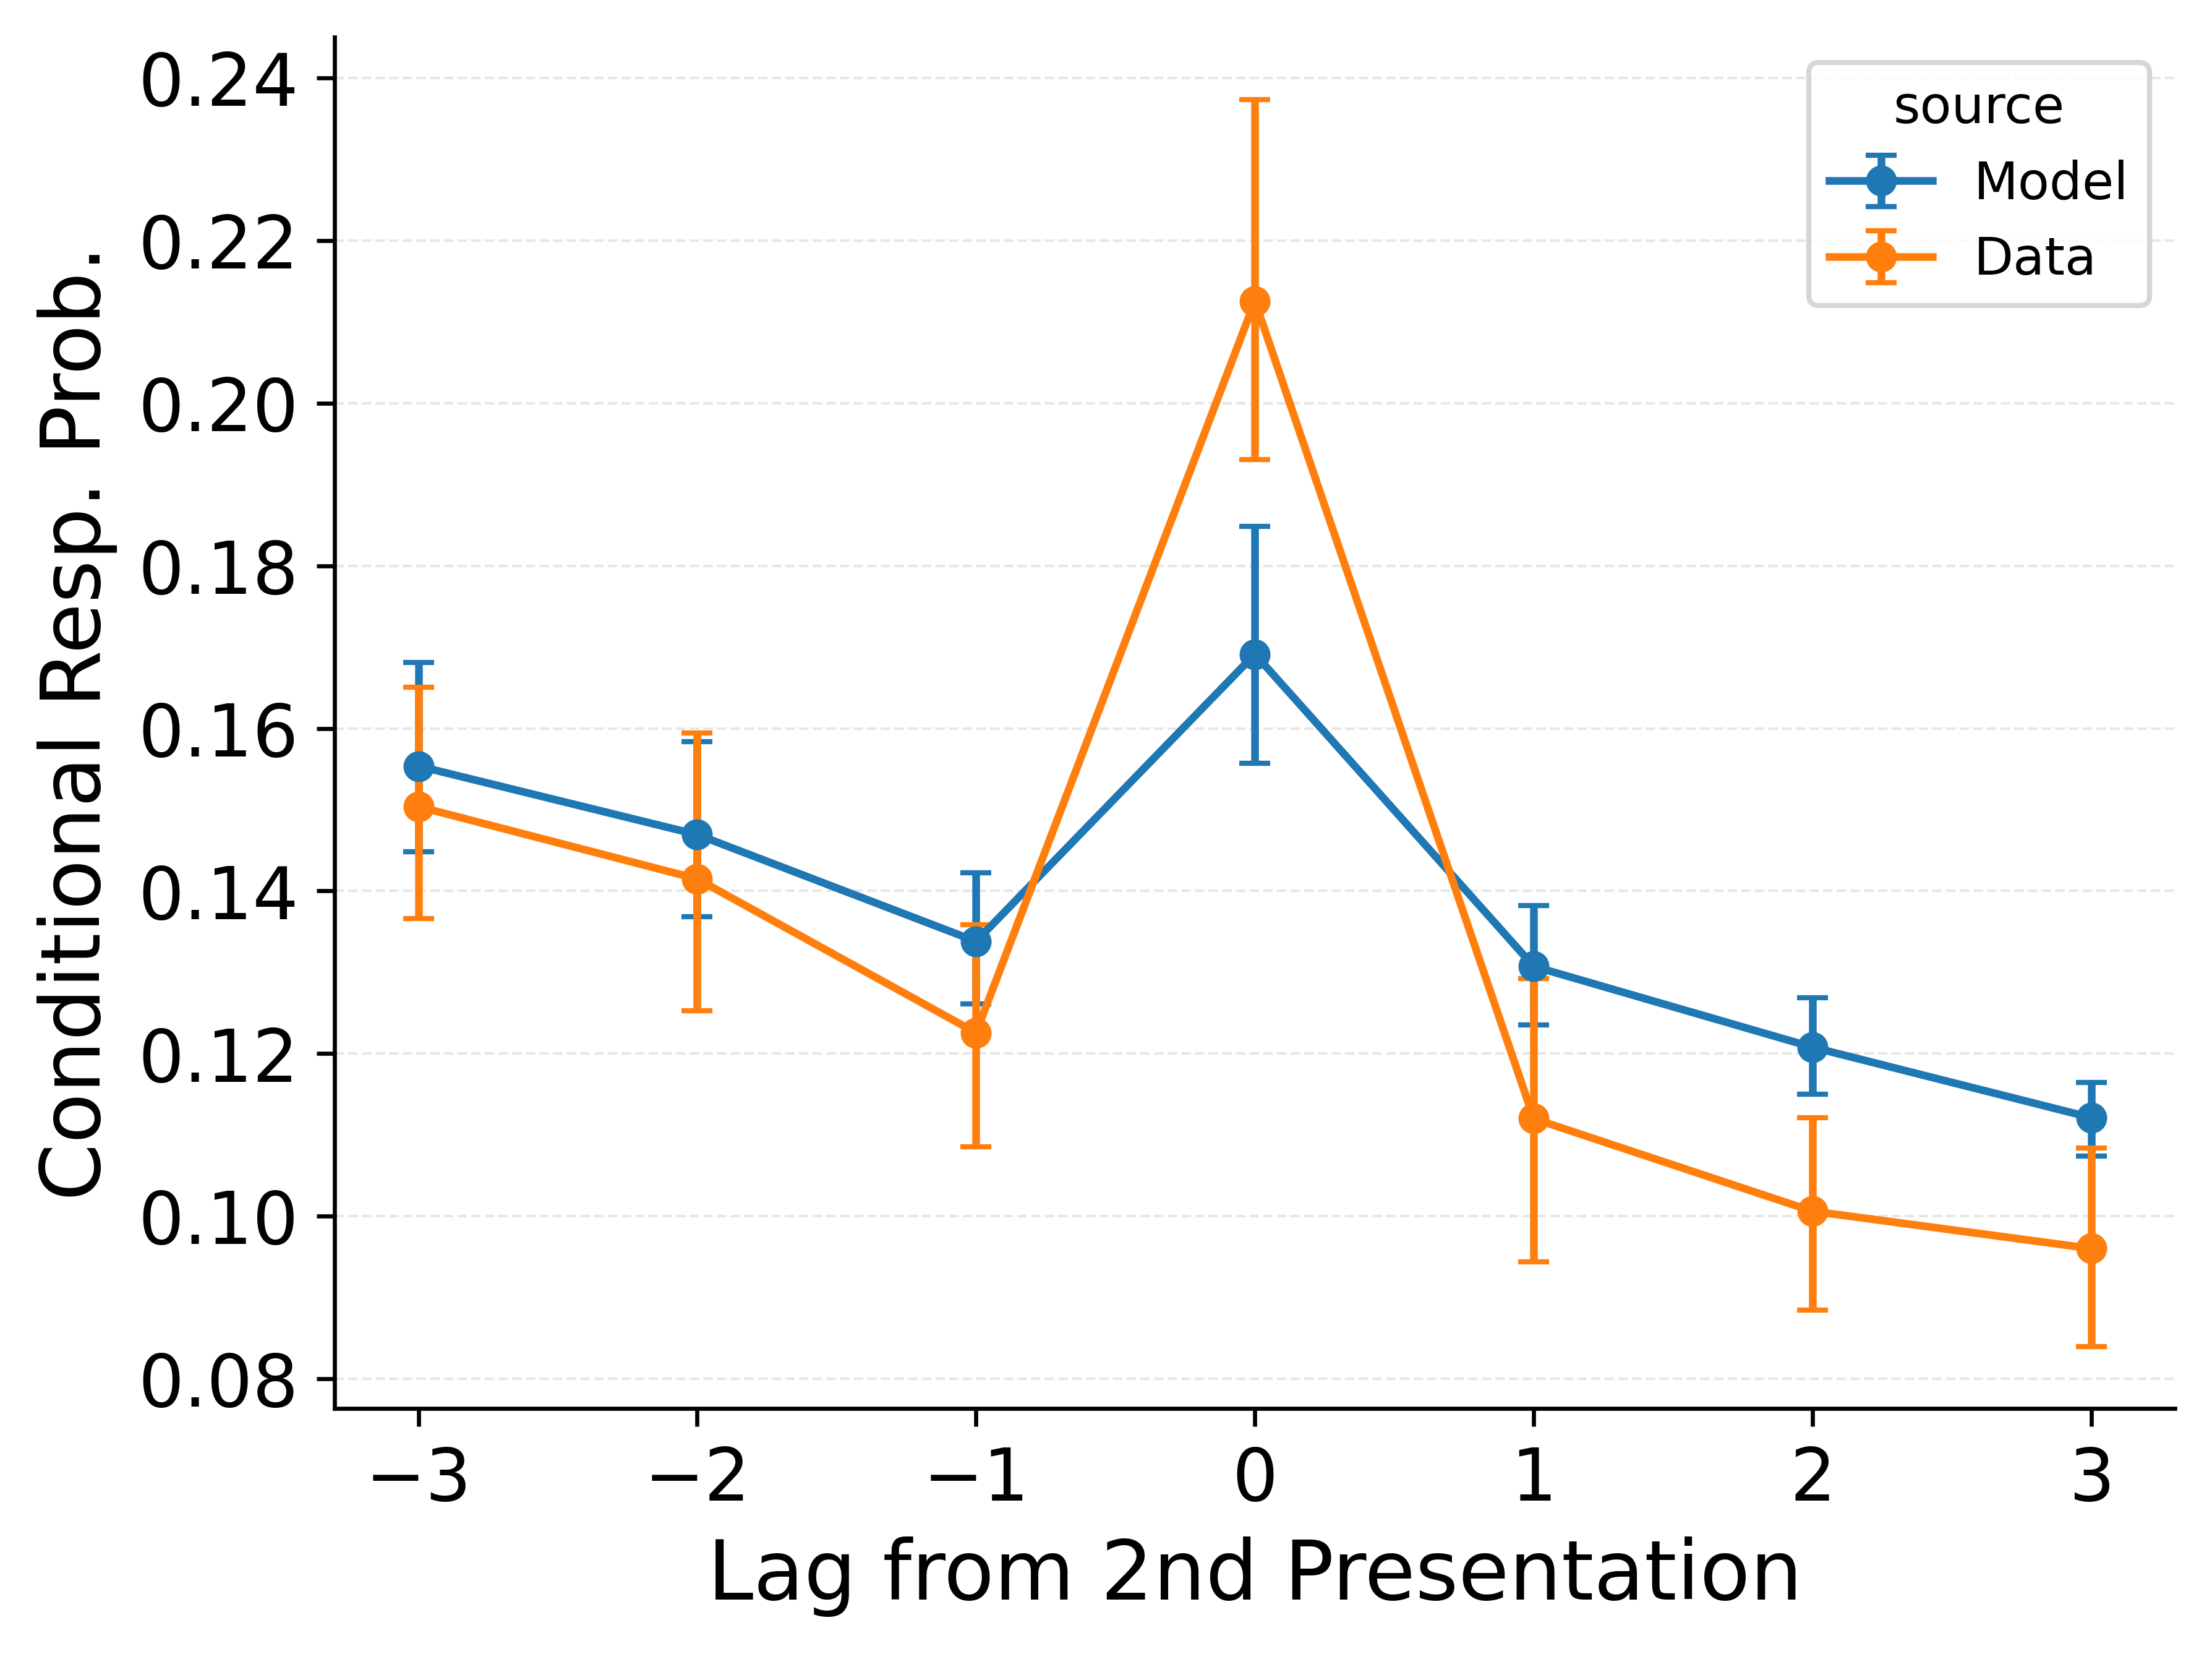 0.24
0.22
0.20
0.18
0.16
0.14
0.12
0.10
0.08
Conditional Resp. Prob.
source
Model
Data
−3 −2 −1 0 1 2 3
Lag from 2nd Presentation